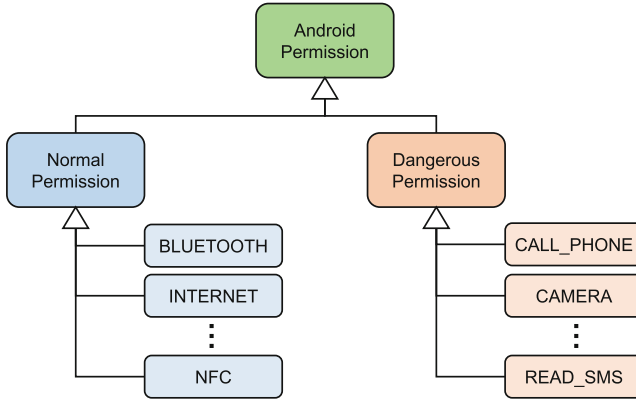 Android
Permission
Normal
Permission
Dangerous
Permission
BLUETOOTH
INTERNET
NFC
CALL_PHONE
CAMERA
READ_SMS